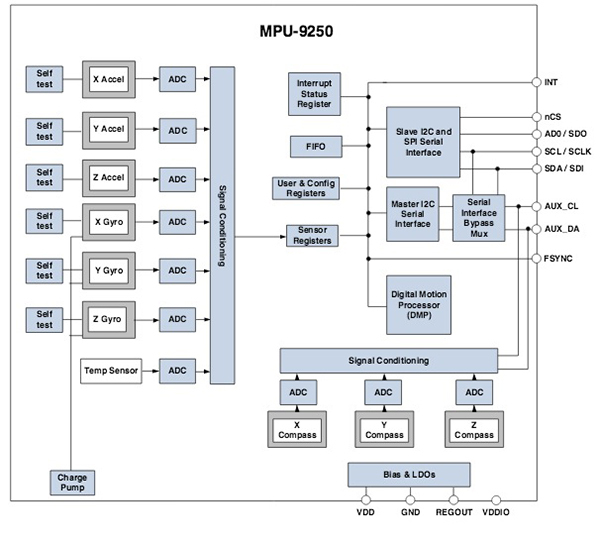 MPU-9250
Self
test
X Accel
ADC
Self
test
Y Accel
ADC
Self
test
Z Accel
ADC
Self
test
X Gyro
ADC
Self
test
Y Gyro
ADC
Self
test
Z Gyro
ADC
Temp Sensor
ADC
Charge
Pump
Signal Conditioning
Interrupt
Status
Register
FIFO
User & Config
Registers
Sensor
Registers
Slave I2C and
SPI Serial
Interface
Master I2C
Serial
Interface
Serial
Interface
Bypass
Mux
Digital Motion
Processor
(DMP)
INT
nCS
AD0 / SDO
SCL / SCLK
SDA / SDI
AUX_CL
AUX_DA
FSYNC
Signal Conditioning
ADC
ADC
ADC
X
Compass
Y
Compass
Z
Compass
Bias & LDOs
VDD
GND
REGOUT
VDDIO